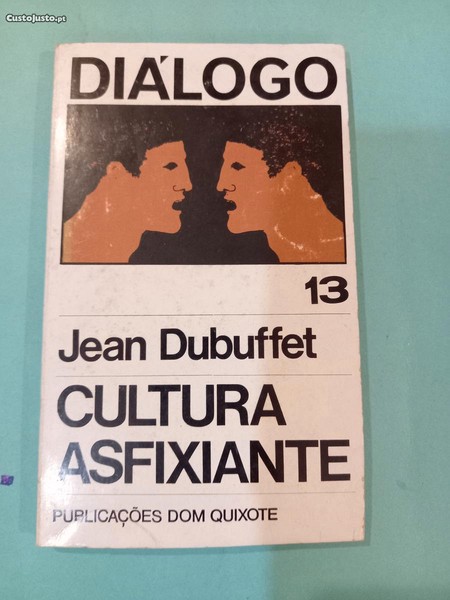 CustoJusto.pt
DIÁLOGO
13
Jean Dubuffet
CULTURA
ASFIXIANTE
PUBLICAÇÕES DOM QUIXOTE